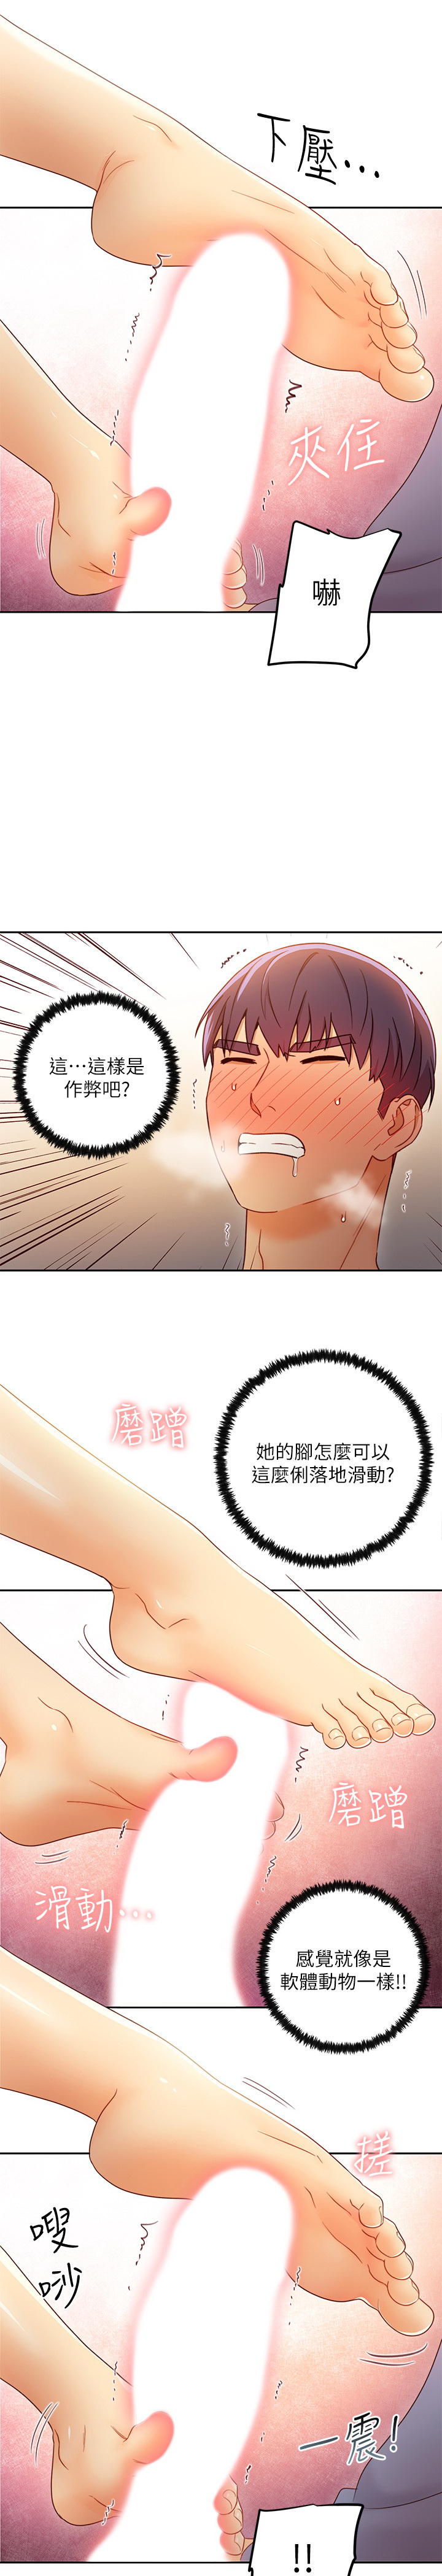 下壓⋯
夾住
嚇
這⋯這樣是
作弊吧?
磨蹭
她的腳怎麼可以
這麼俐落地滑動?
磨蹭
滑動⋯
感覺就像是
軟體動物一樣!!
搓
嗖
唦
一震!
!!